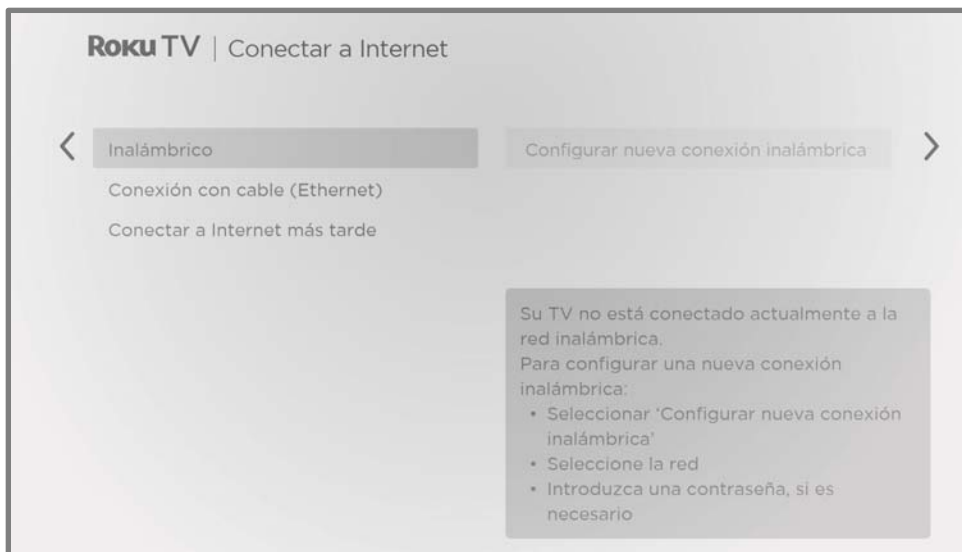 Roku TV | Conectar a Internet
Inalámbrico
Configurar nueva conexión inalámbrica
Conexión con cable (Ethernet)
Conectar a Internet más tarde
Su TV no está conectado actualmente a la
red inalámbrica.
Para configurar una nueva conexión
inalámbrica:
• Seleccionar 'Configurar nueva conexión
inalámbrica'
• Seleccione la red
• Introduzca una contraseña, si es
necesario